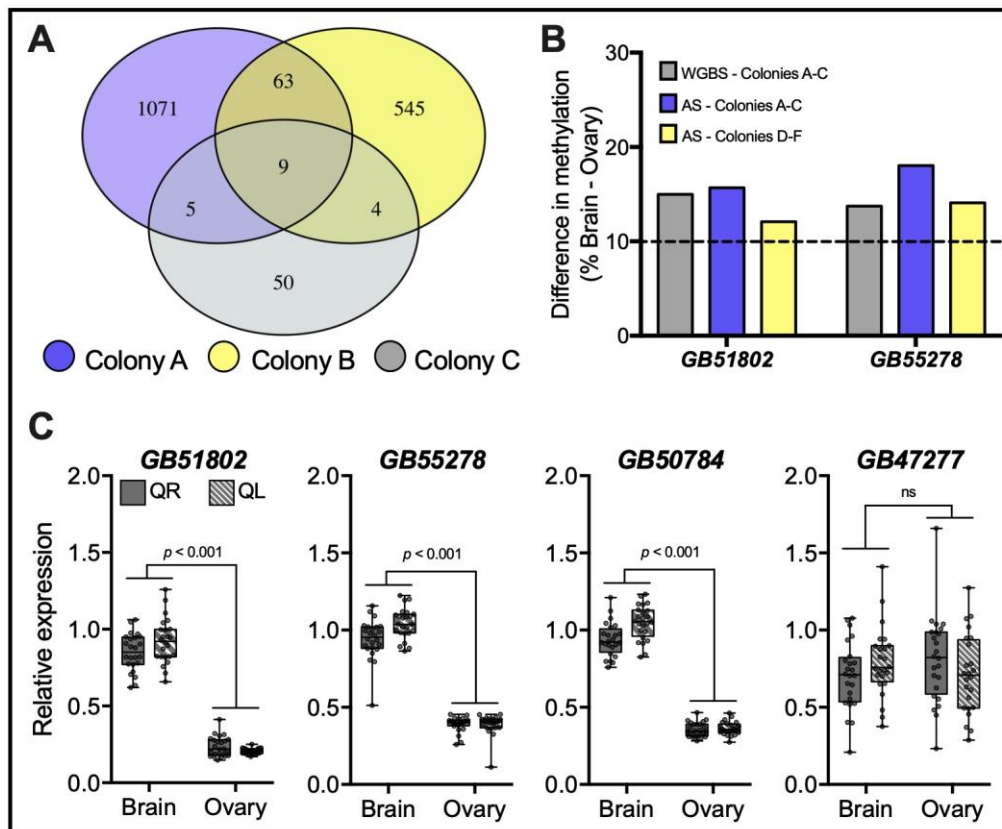 A
1071
63
545
9
5
4
50
Colony A
Colony B
Colony C
B
Difference in methylation
(% Brain - Ovary)
30
20
10
0
WGBS - Colonies A-C
AS - Colonies A-C
AS - Colonies D-F
GB51802
GB55278
C
Relative expression
GB51802
2.0
1.5
1.0
0.5
0.0
QR
QL
p < 0.001
Brain
Ovary
GB55278
2.0
1.5
1.0
0.5
0.0
p < 0.001
Brain
Ovary
GB50784
2.0
1.5
1.0
0.5
0.0
p < 0.001
Brain
Ovary
GB47277
2.0
1.5
1.0
0.5
0.0
ns
Brain
Ovary